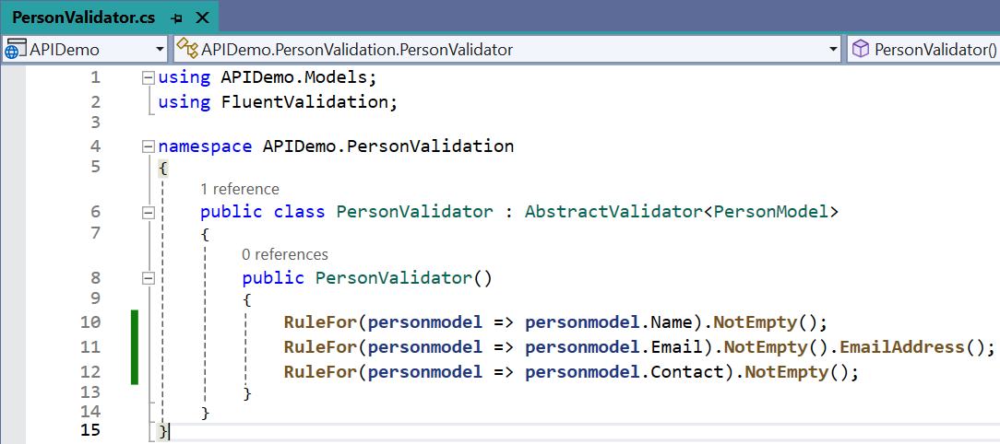 PersonValidator.cs
APIDemo APIDemo.PersonValidation.PersonValidator PersonValidator()
1 using APIDemo.Models;
2 using FluentValidation;
3
4 namespace APIDemo.PersonValidation
5 {
1 reference
6 public class PersonValidator : AbstractValidator<PersonModel>
7 {
0 references
8 public PersonValidator()
9 {
10 RuleFor(personmodel => personmodel.Name).NotEmpty();
11 RuleFor(personmodel => personmodel.Email).NotEmpty().EmailAddress();
12 RuleFor(personmodel => personmodel.Contact).NotEmpty();
13 }
14 }
15 }